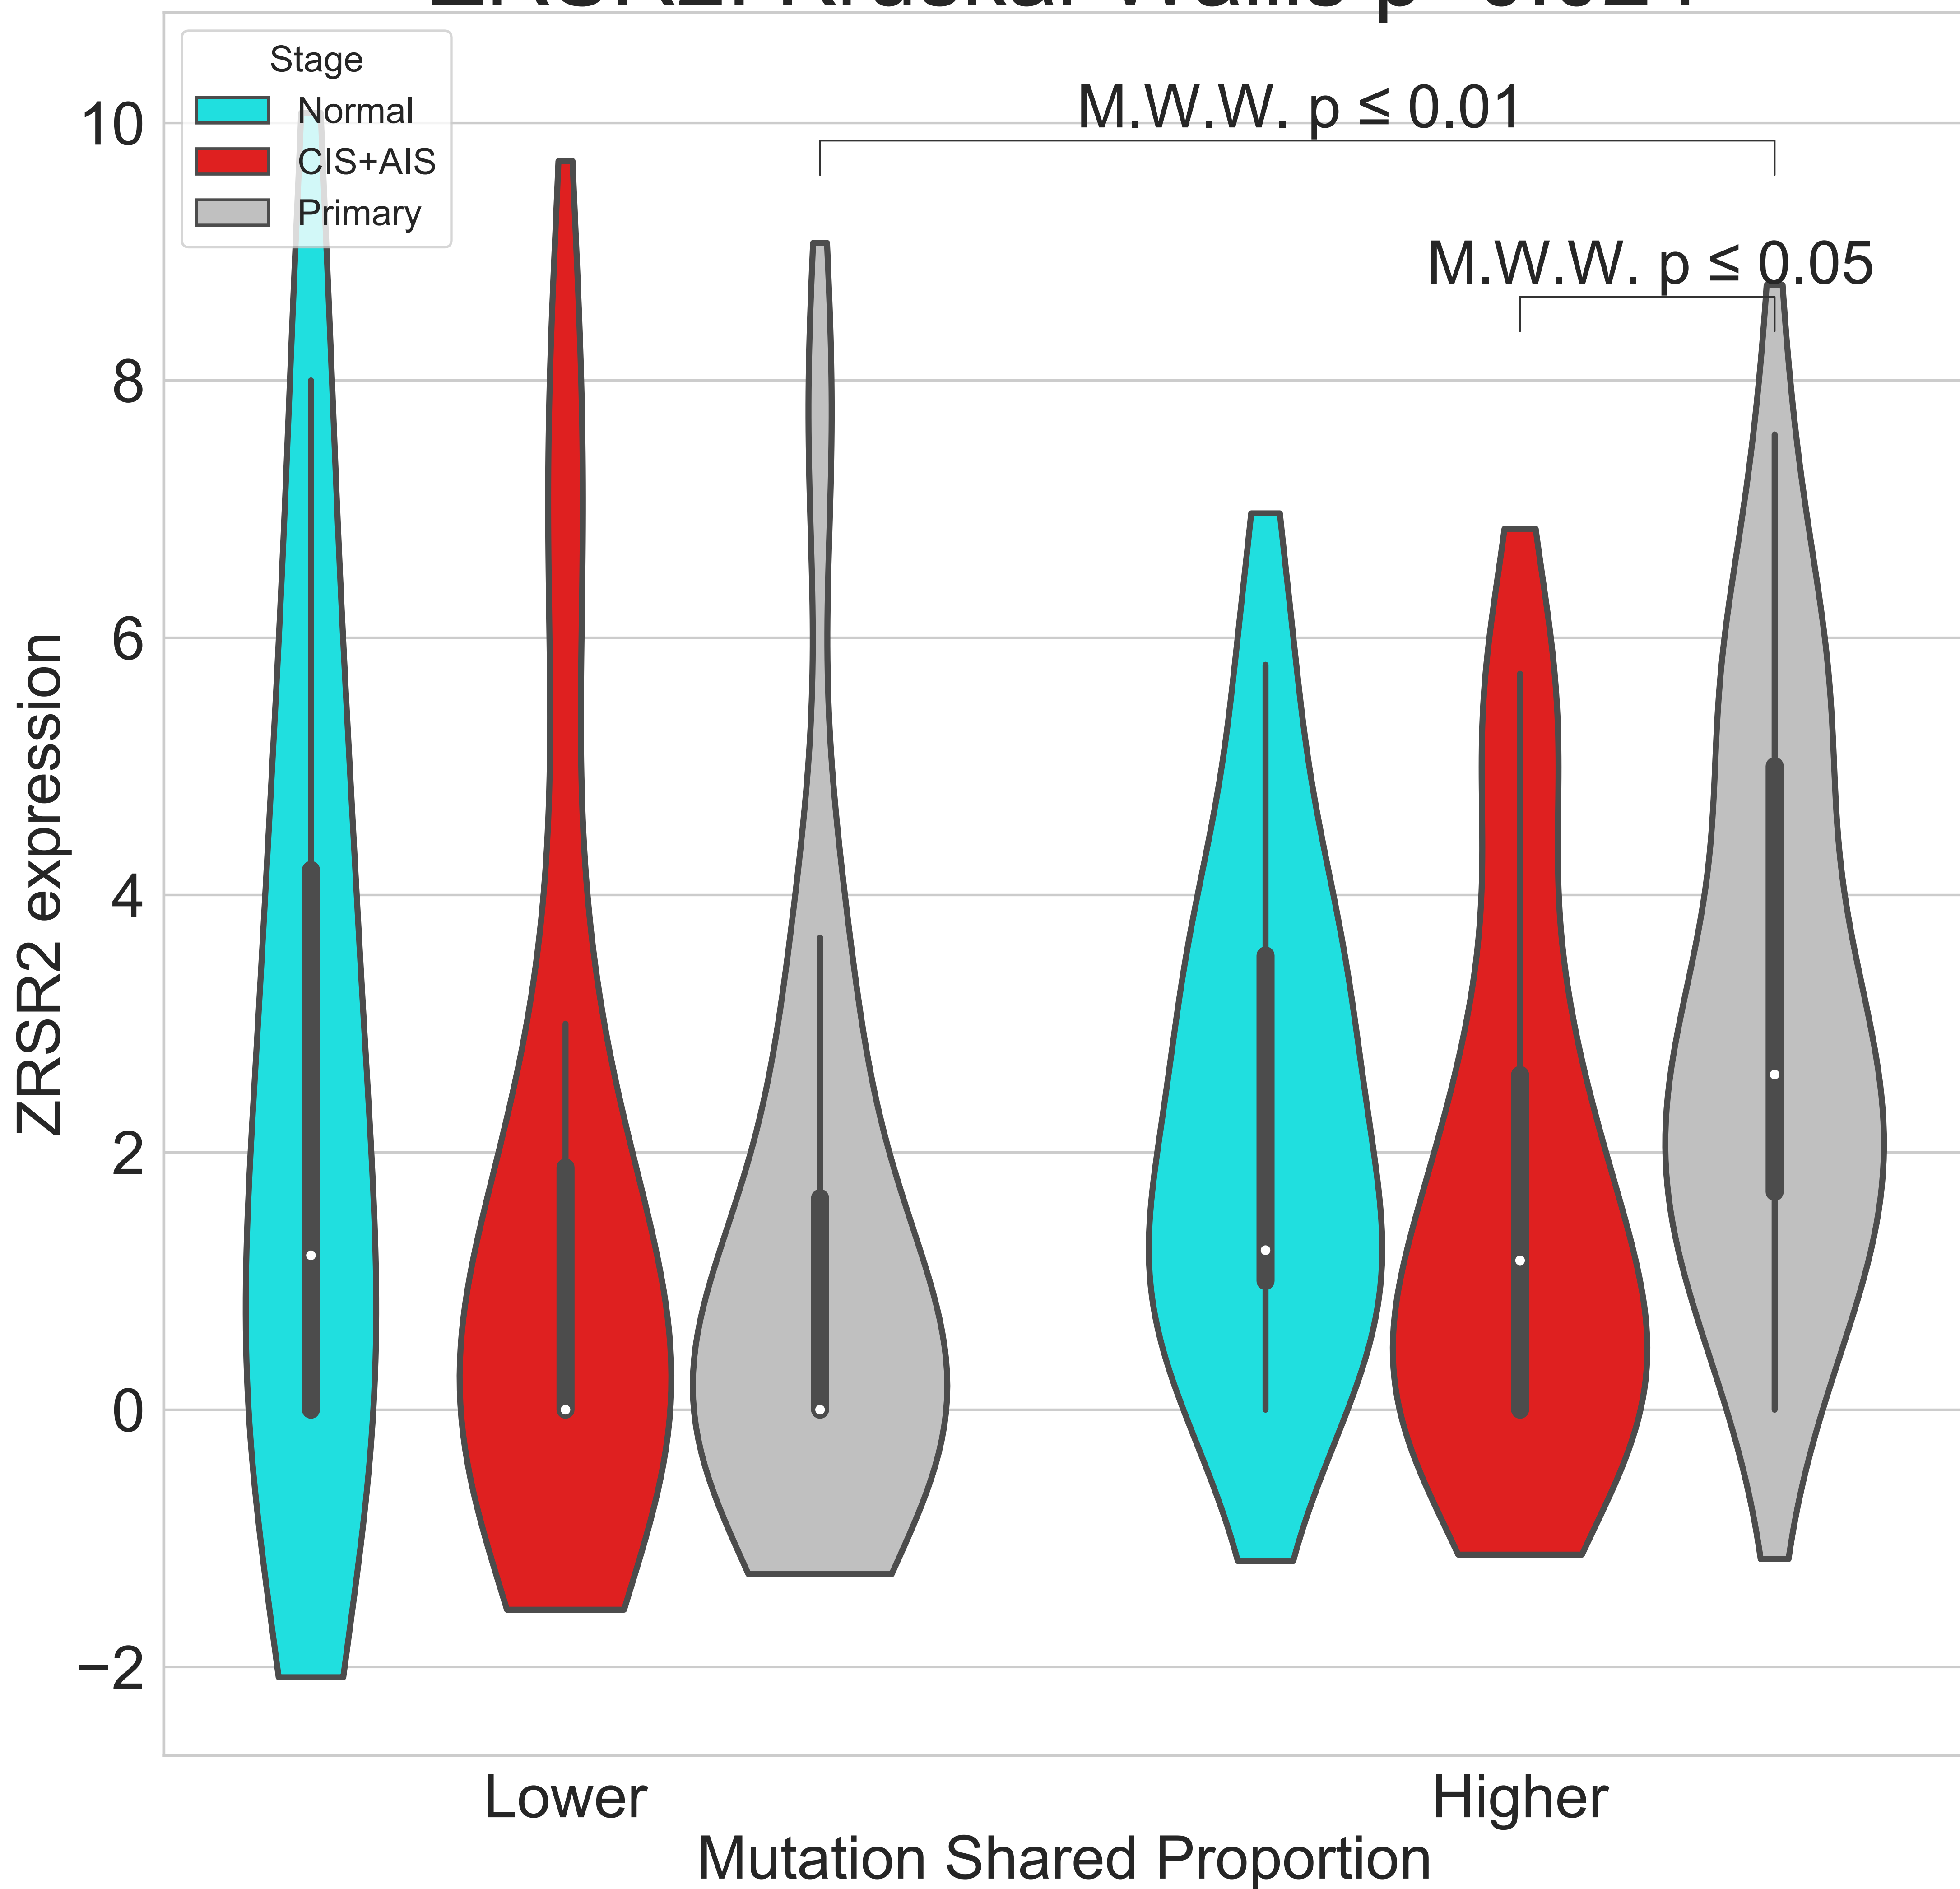 Stage
Normal
CIS+AIS
Primary
M.W.W. p ≤ 0.01
M.W.W. p ≤ 0.05
10
8
6
4
2
0
−2
ZRSR2 expression
Lower
Higher
Mutation Shared Proportion